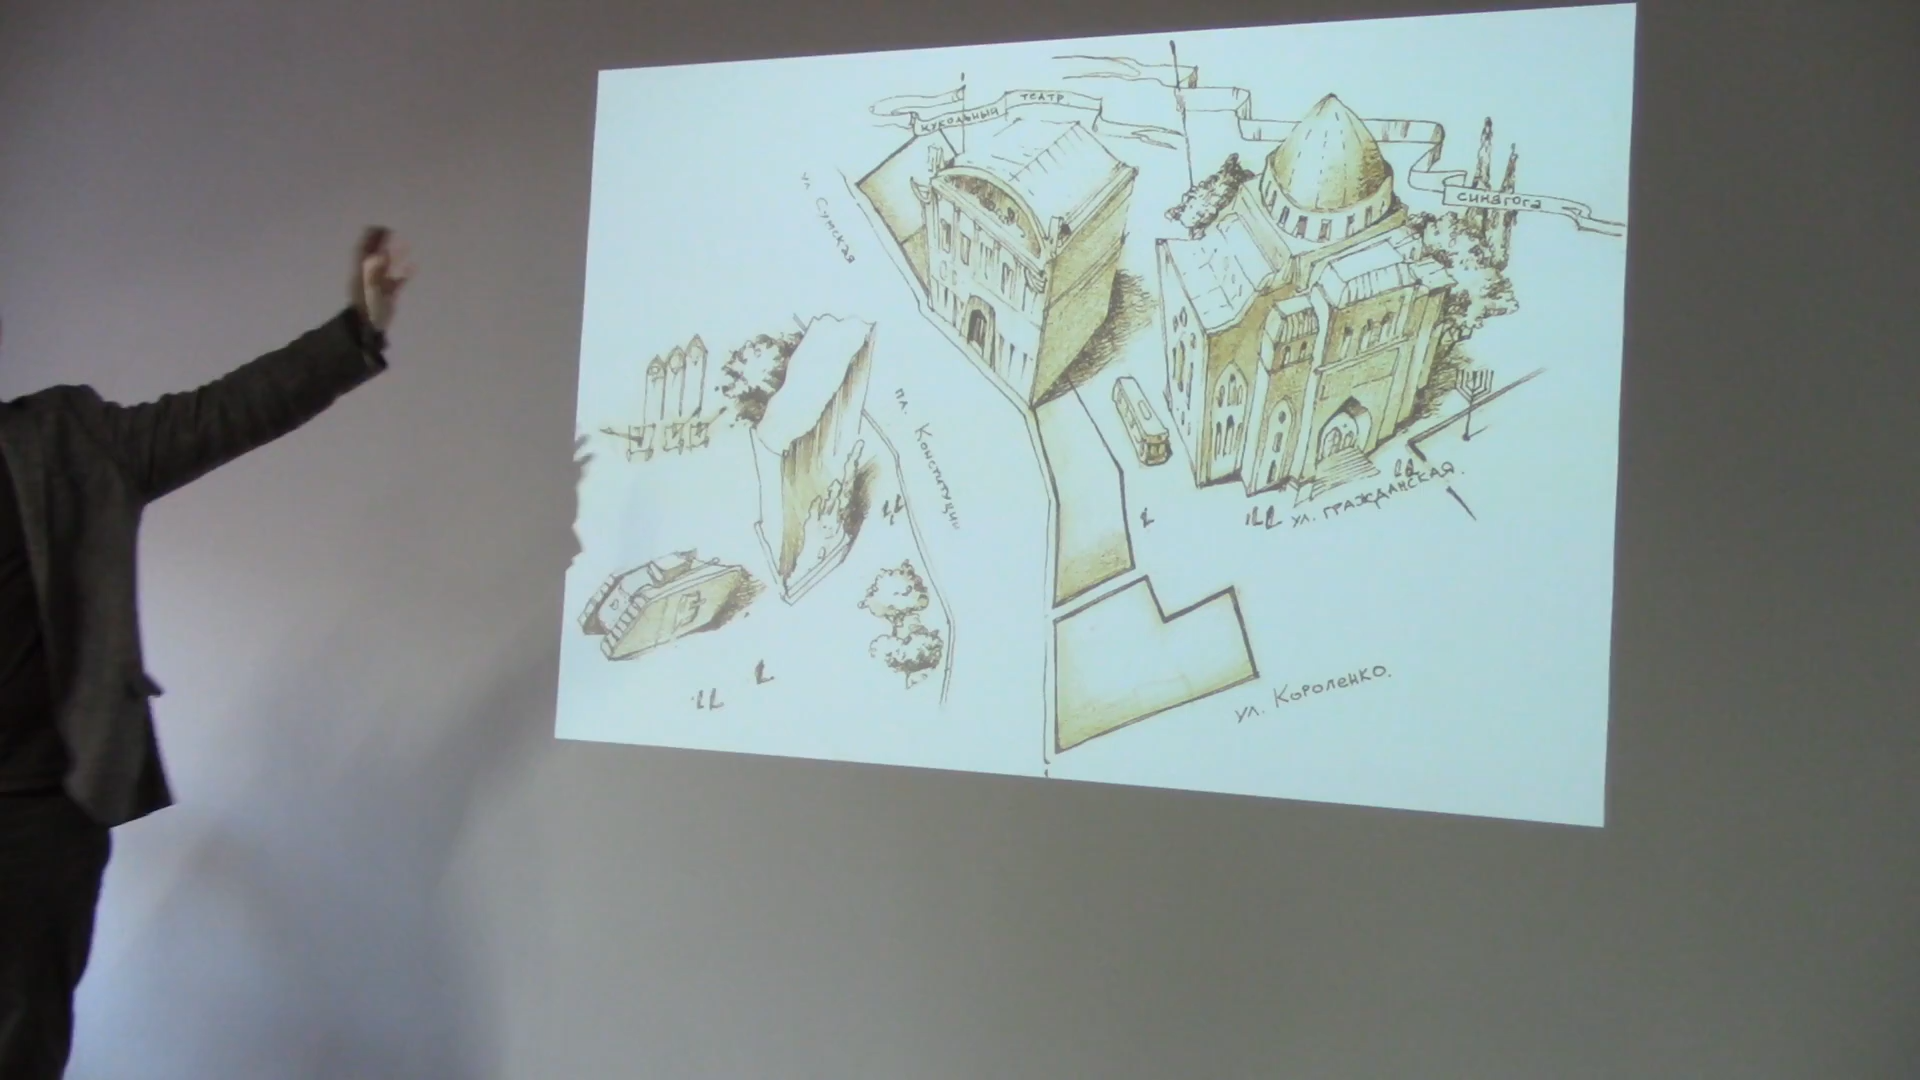 КУКОЛЬНЫЙ ТЕАТР
СИНАГОГА
ул. Сумская
пл. Конституции
ул. ГРАЖДАНСКАЯ.
ул. Короленко.